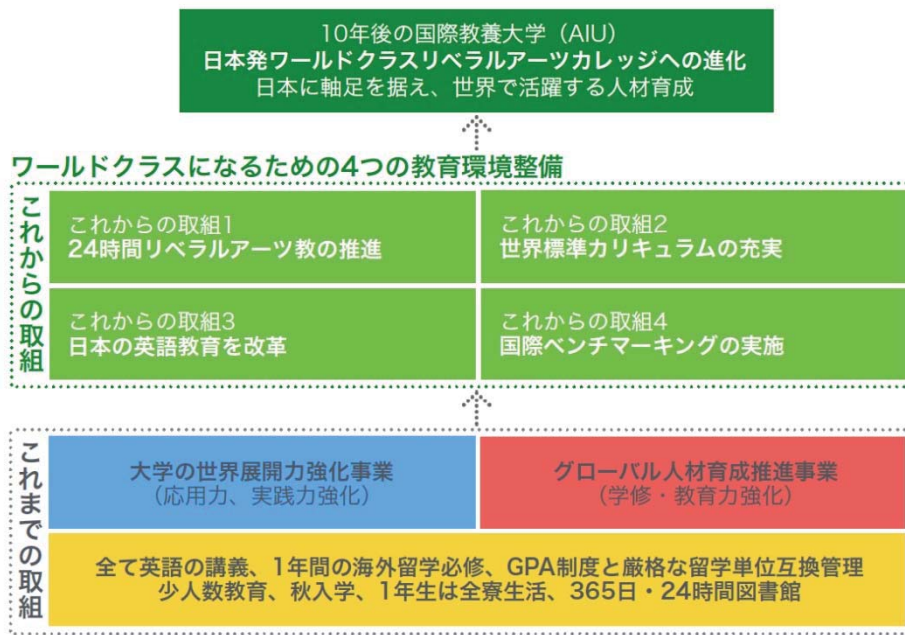 10年後の国際教養大学（AIU）
日本発ワールドクラスリベラルアーツカレッジへの進化
日本に軸足を据え、世界で活躍する人材育成
ワールドクラスになるための4つの教育環境整備
これからの取組
これからの取組1
24時間リベラルアーツ教の推進
これからの取組2
世界標準カリキュラムの充実
これからの取組3
日本の英語教育を改革
これからの取組4
国際ベンチマーキングの実施
これまでの取組
大学の世界展開力強化事業
（応用力、実践力強化）
グローバル人材育成推進事業
（学修・教育力強化）
全て英語の講義、1年間の海外留学必修、GPA制度と厳格な留学単位互換管理
少人数教育、秋入学、1年生は全寮生活、365日・24時間図書館